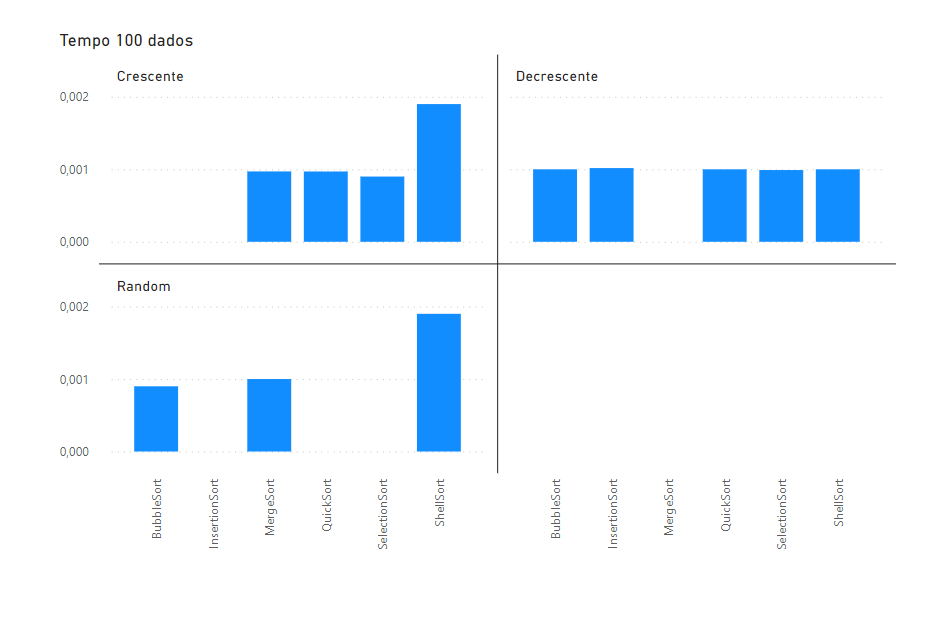 Tempo 100 dados
Crescente
Decrescente
0,002
0,001
0,000
Random
0,002
0,001
0,000
BubbleSort
InsertionSort
MergeSort
QuickSort
SelectionSort
ShellSort
BubbleSort
InsertionSort
MergeSort
QuickSort
SelectionSort
ShellSort